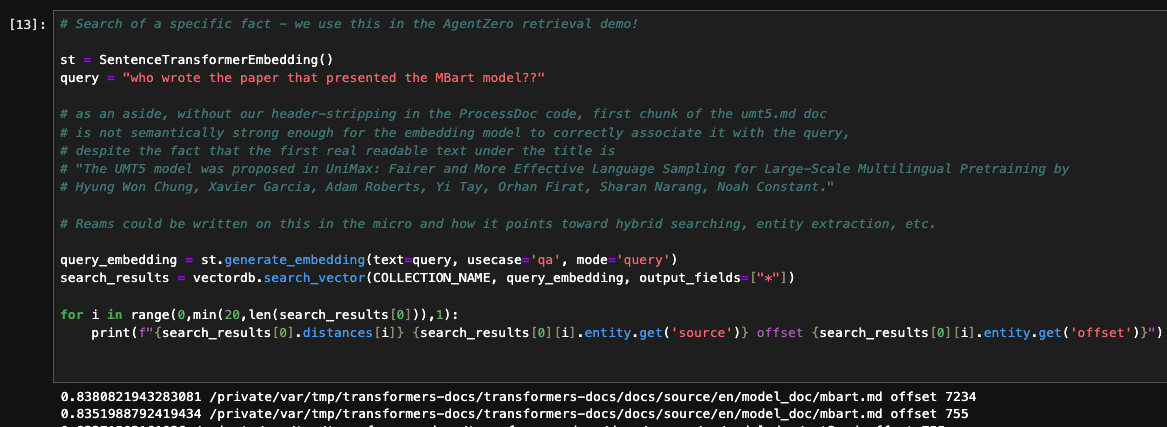 [13]: # Search of a specific fact - we use this in the AgentZero retrieval demo!
st = SentenceTransformerEmbedding()
query = "who wrote the paper that presented the MBart model??"
# as an aside, without our header-stripping in the ProcessDoc code, first chunk of the umt5.md doc
# is not semantically strong enough for the embedding model to correctly associate it with the query,
# despite the fact that the first real readable text under the title is
# "The UMT5 model was proposed in UniMax: Fairer and More Effective Language Sampling for Large-Scale Multilingual Pretraining by
# Hyung Won Chung, Xavier Garcia, Adam Roberts, Yi Tay, Orhan Firat, Sharan Narang, Noah Constant."
# Reams could be written on this in the micro and how it points toward hybrid searching, entity extraction, etc.
query_embedding = st.generate_embedding(text=query, usecase='qa', mode='query')
search_results = vectordb.search_vector(COLLECTION_NAME, query_embedding, output_fields=["*"])
for i in range(0,min(20,len(search_results[0])),1):
    print(f"{search_results[0].distances[i]} {search_results[0][i].entity.get('source')} offset {search_results[0][i].entity.get('offset')}")
0.8380821943283081 /private/var/tmp/transformers-docs/transformers-docs/docs/source/en/model_doc/mbart.md offset 7234
0.8351988792419434 /private/var/tmp/transformers-docs/transformers-docs/docs/source/en/model_doc/mbart.md offset 755